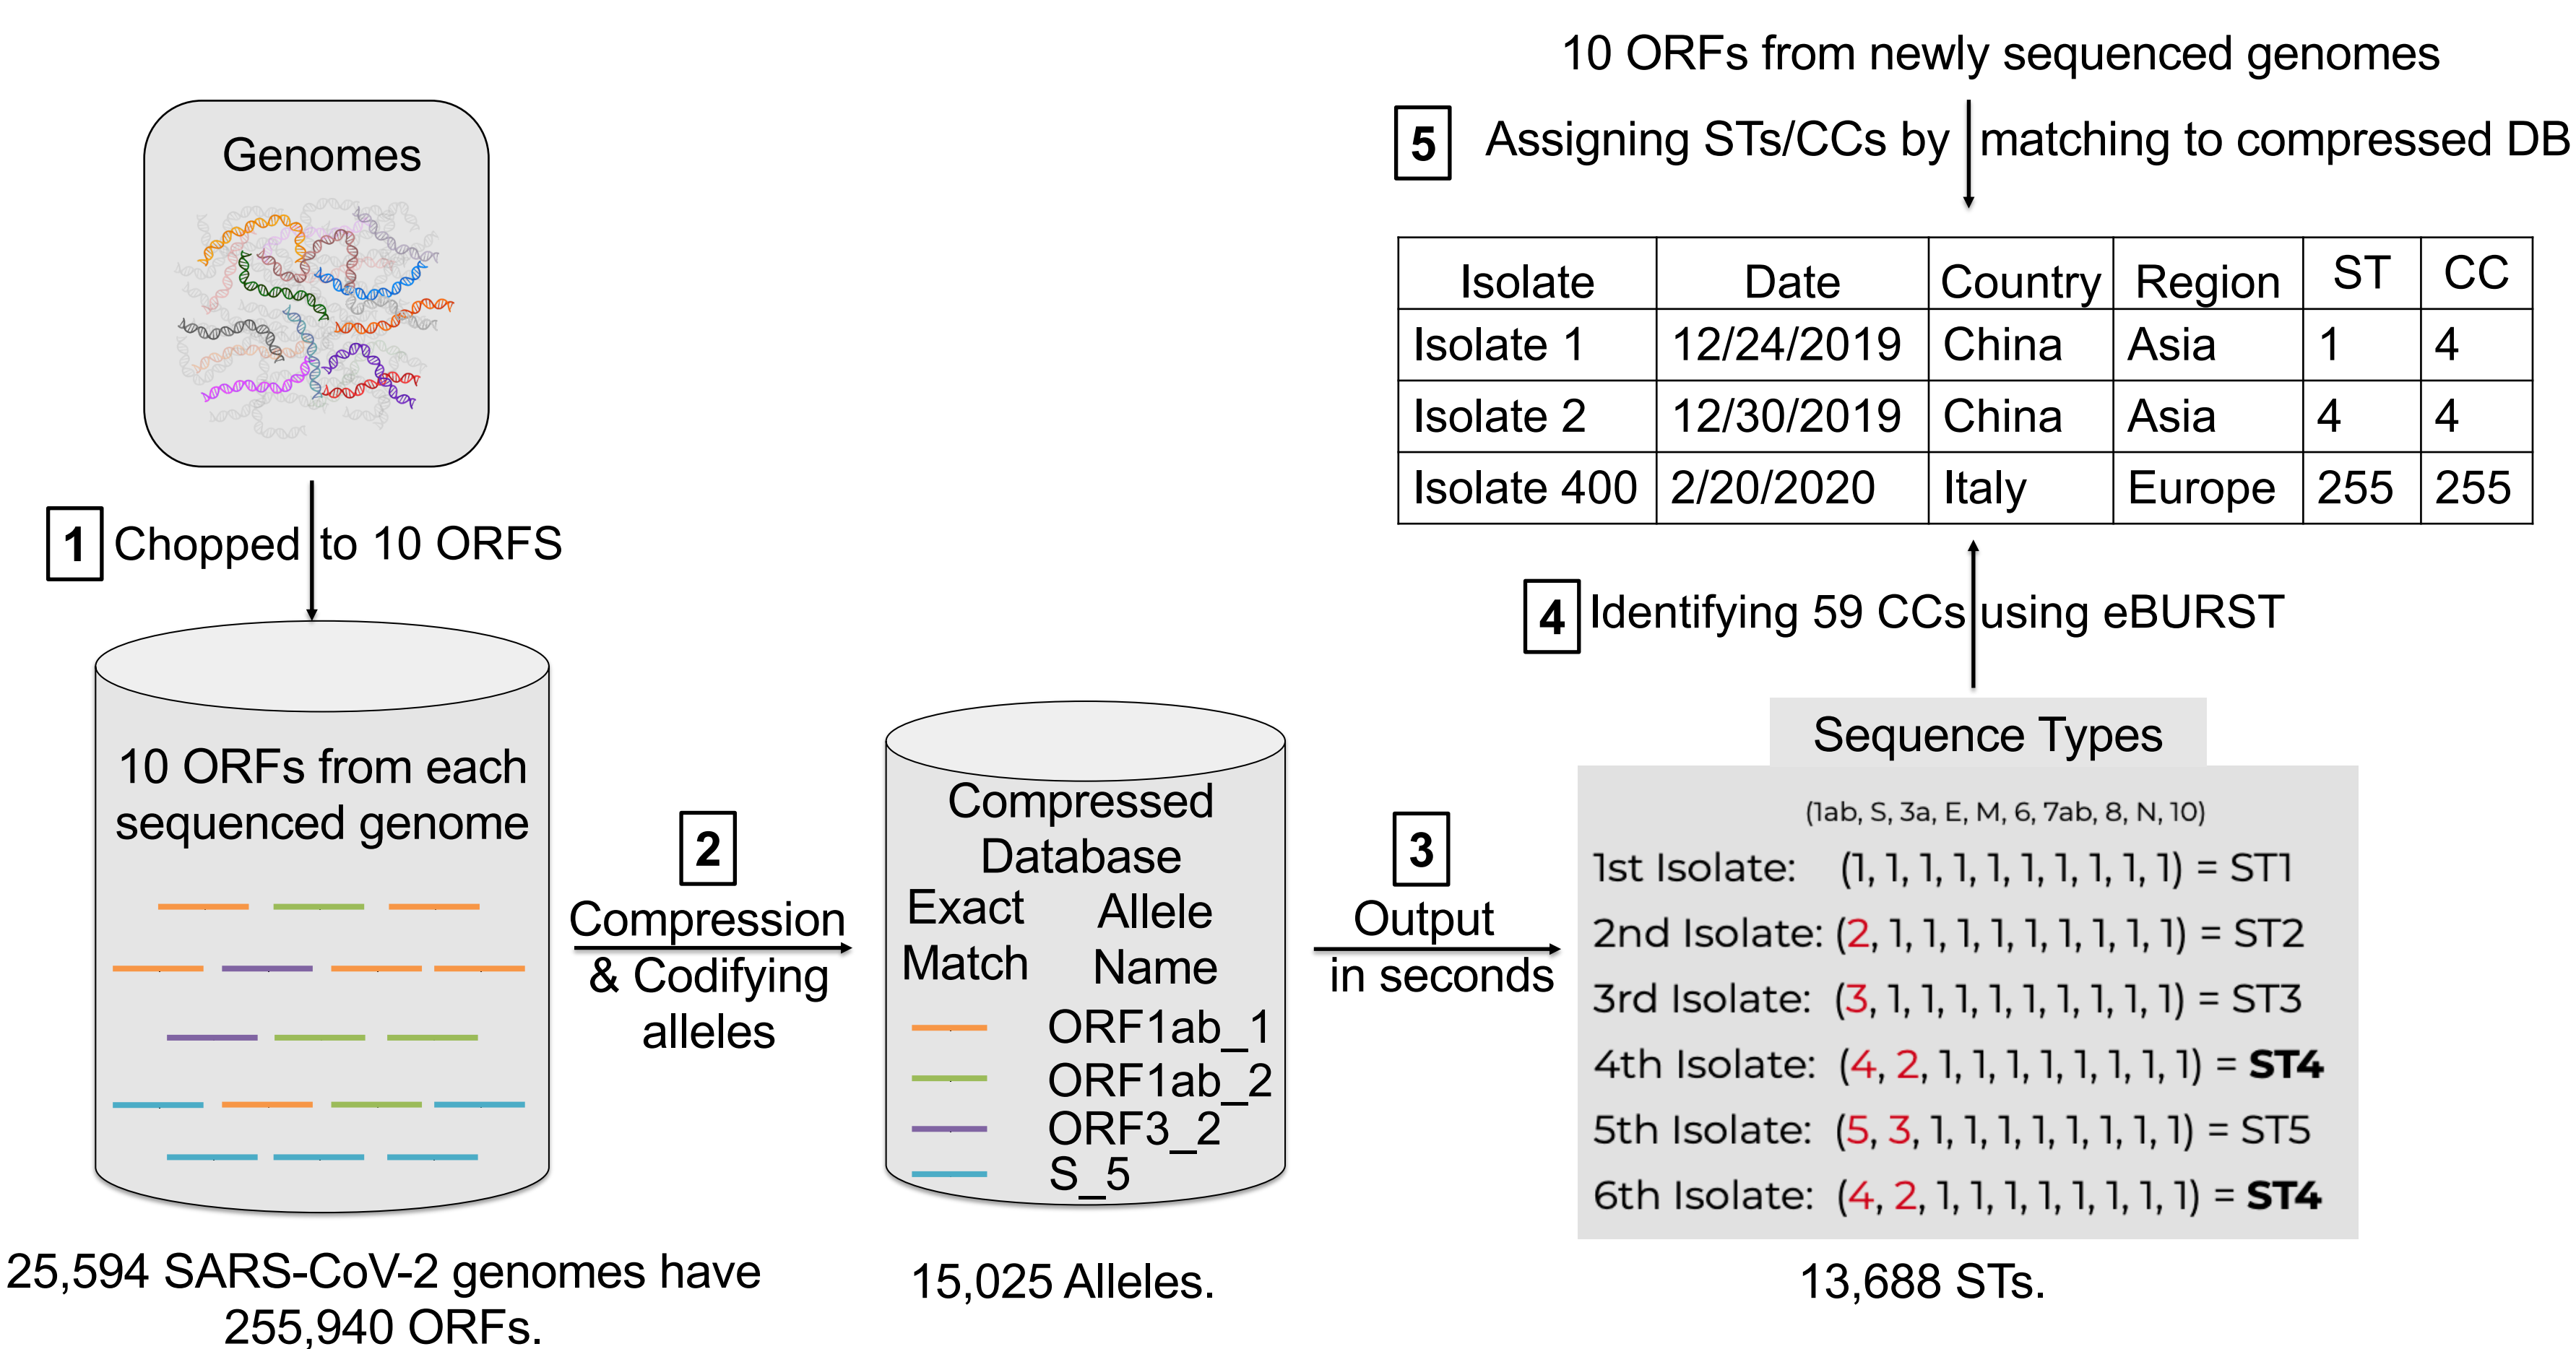 Genomes
1 Chopped to 10 ORFS
10 ORFs from each
sequenced genome
25,594 SARS-CoV-2 genomes have
255,940 ORFs.
2
Compression
& Codifying
alleles
Compressed
Database
Exact Match Allele Name
ORF1ab_1
ORF1ab_2
ORF3_2
S_5
15,025 Alleles.
3
Output
in seconds
Sequence Types
(1ab, S, 3a, E, M, 6, 7ab, 8, N, 10)
1st Isolate: (1, 1, 1, 1, 1, 1, 1, 1, 1, 1) = ST1
2nd Isolate: (2, 1, 1, 1, 1, 1, 1, 1, 1, 1) = ST2
3rd Isolate: (3, 1, 1, 1, 1, 1, 1, 1, 1, 1) = ST3
4th Isolate: (4, 2, 1, 1, 1, 1, 1, 1, 1, 1) = ST4
5th Isolate: (5, 3, 1, 1, 1, 1, 1, 1, 1, 1) = ST5
6th Isolate: (4, 2, 1, 1, 1, 1, 1, 1, 1, 1) = ST4
13,688 STs.
4 Identifying 59 CCs using eBURST
10 ORFs from newly sequenced genomes
5 Assigning STs/CCs by matching to compressed DB
Isolate Date Country Region ST CC
Isolate 1 12/24/2019 China Asia 1 4
Isolate 2 12/30/2019 China Asia 4 4
Isolate 400 2/20/2020 Italy Europe 255 255